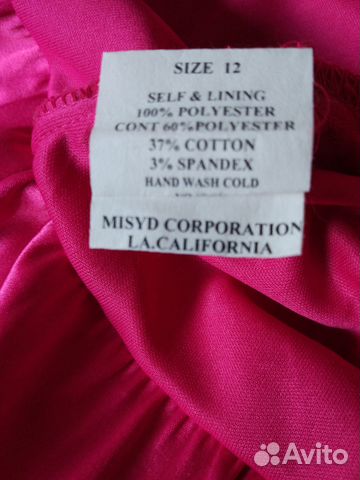 SIZE 12
SELF & LINING
100% POLYESTER
CONT 60%POLYESTER
37% COTTON
3% SPANDEX
HAND WASH COLD
MISYD CORPORATION
LA.CALIFORNIA
Avito